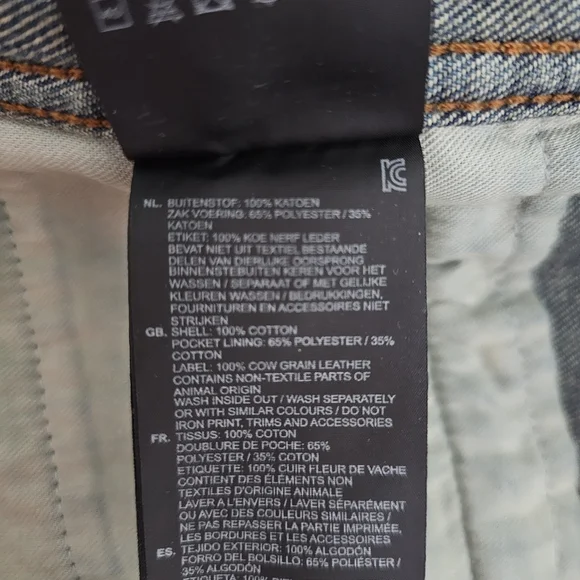 NL. BUITENSTOF: 100% KATOEN
ZAK VOERING: 65% POLYESTER / 35%
KATOEN
ETIKET: 100% KOE NERF LEDER
BEVAT NIET UIT TEXTIEL BESTAANDE
DELEN VAN DIERLIJKE OORSPRONG
BINNENSTEBUITEN KEREN VOOR HET
WASSEN / SEPARAAT OF MET GELIJKE
KLEUREN WASSEN / BEDRUKKINGEN,
FOURNITUREN EN ACCESSOIRES NIET
STRIJKEN
GB. SHELL: 100% COTTON
POCKET LINING: 65% POLYESTER / 35%
COTTON
LABEL: 100% COW GRAIN LEATHER
CONTAINS NON-TEXTILE PARTS OF
ANIMAL ORIGIN
WASH INSIDE OUT / WASH SEPARATELY
OR WITH SIMILAR COLOURS / DO NOT
IRON PRINT, TRIMS AND ACCESSORIES
FR. TISSUS: 100% COTON
DOUBLURE DE POCHE: 65%
POLYESTER / 35% COTON
ETIQUETTE: 100% CUIR FLEUR DE VACHE
CONTIENT DES ÉLÉMENTS NON
TEXTILES D'ORIGINE ANIMALE
LAVER A L'ENVERS / LAVER SÉPARÉMENT
OU AVEC DES COULEURS SIMILAIRES /
NE PAS REPASSER LA PARTIE IMPRIMÉE,
LES BORDURES ET LES ACCESSOIRES
ES. TEJIDO EXTERIOR: 100% ALGODÓN
FORRO DEL BOLSILLO: 65% POLIÉSTER /
35% ALGODÓN
ETIQUETA: 100%